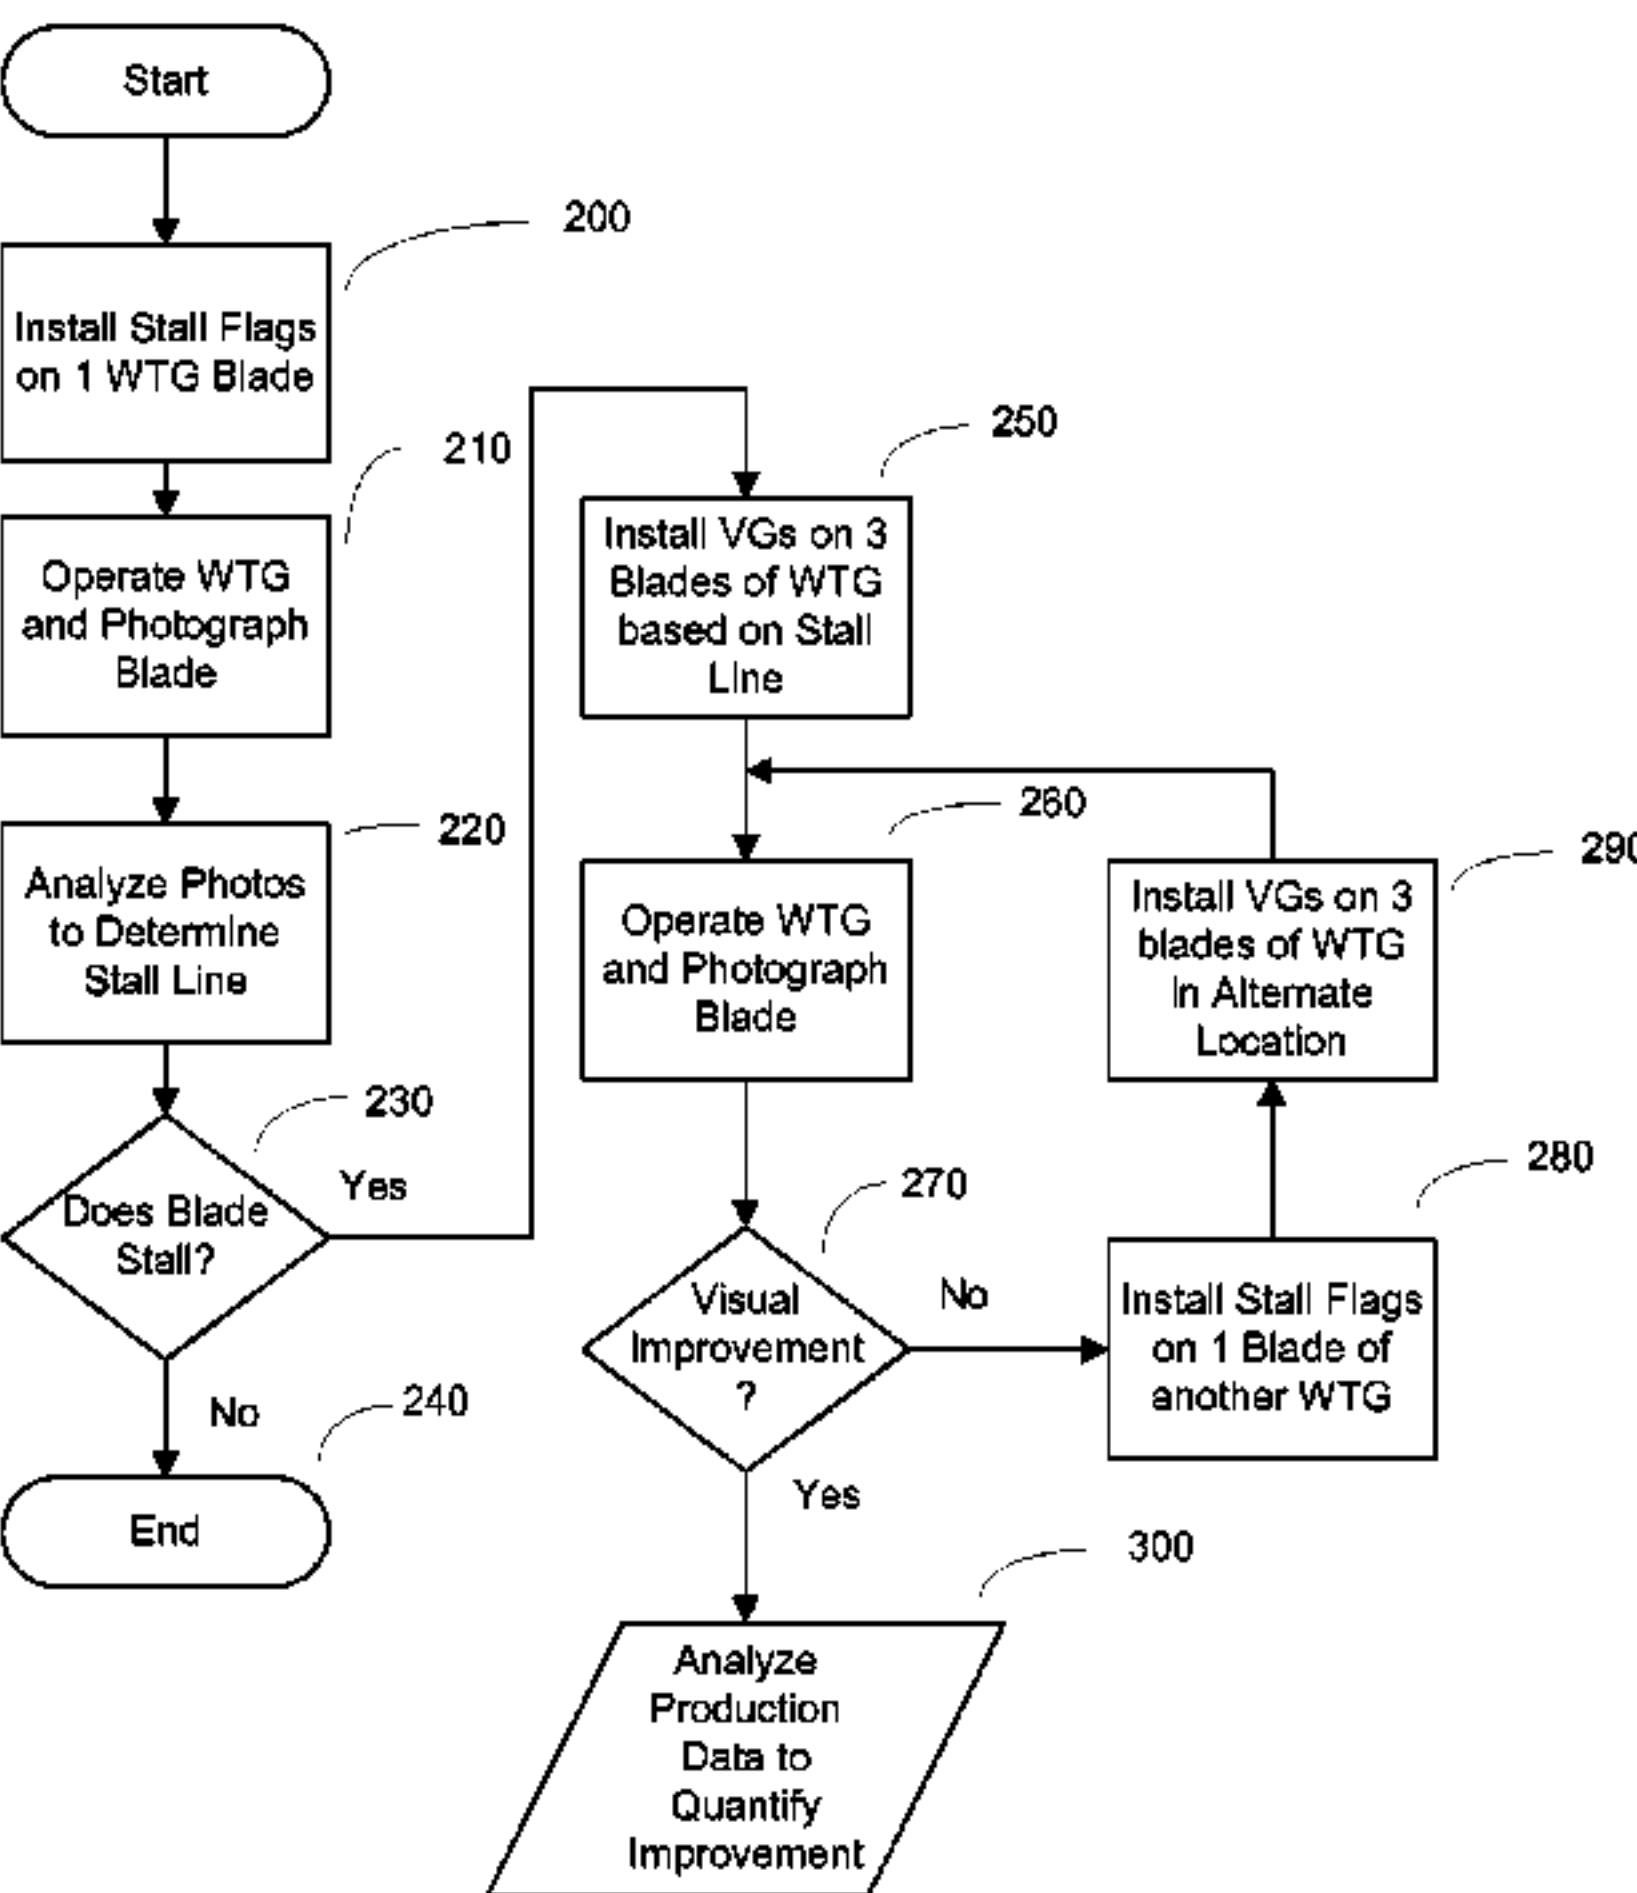 Start
200
Install Stall Flags
on 1 WTG Blade
210
Operate WTG
and Photograph
Blade
220
Analyze Photos
to Determine
Stall Line
230
Does Blade
Stall?
Yes
No
240
End
250
Install VGs on 3
Blades of WTG
based on Stall
Line
260
Operate WTG
and Photograph
Blade
270
Visual
Improvement
?
No
Yes
280
Install Stall Flags
on 1 Blade of
another WTG
290
Install VGs on 3
blades of WTG
in Alternate
Location
300
Analyze
Production
Data to
Quantify
Improvement